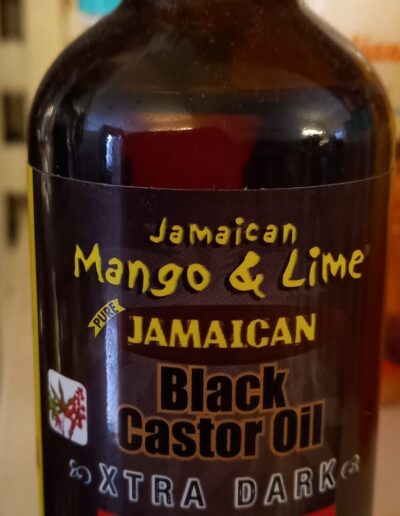 Jamaican
Mango & Lime®
PURE
JAMAICAN
Black
Castor Oil
XTRA DARK